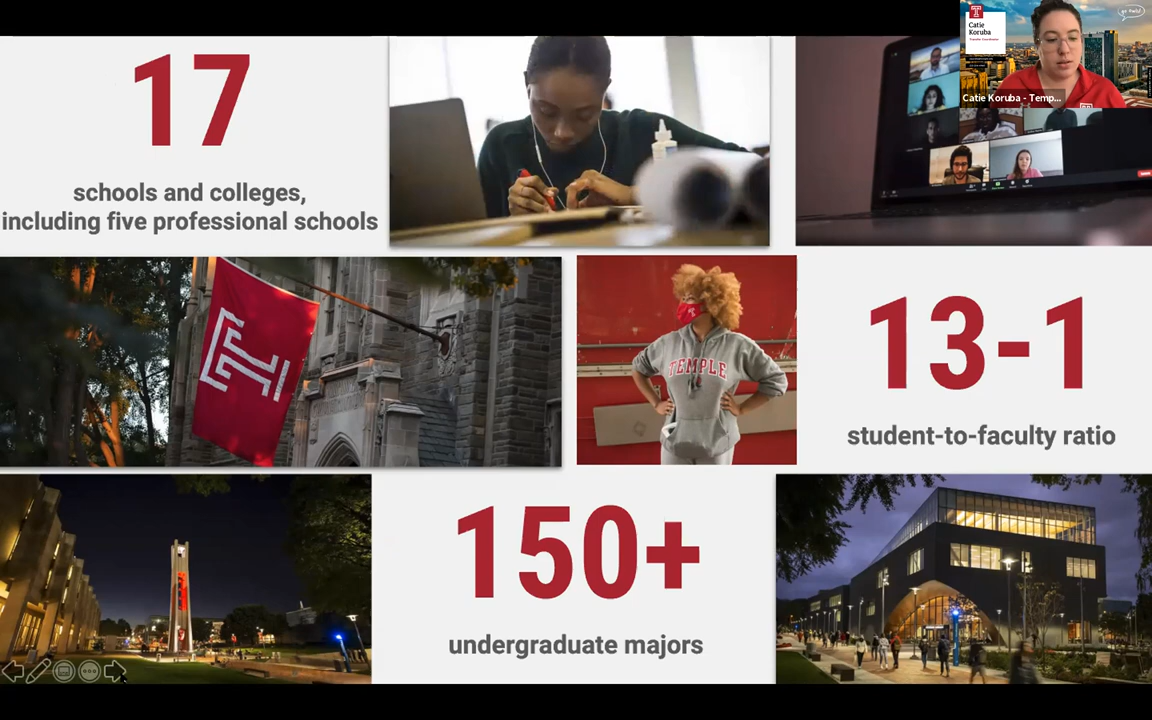 17
schools and colleges,
including five professional schools
Catie
Koruba
Catie Koruba - Temp...
TEMPLE
13-1
student-to-faculty ratio
150+
undergraduate majors